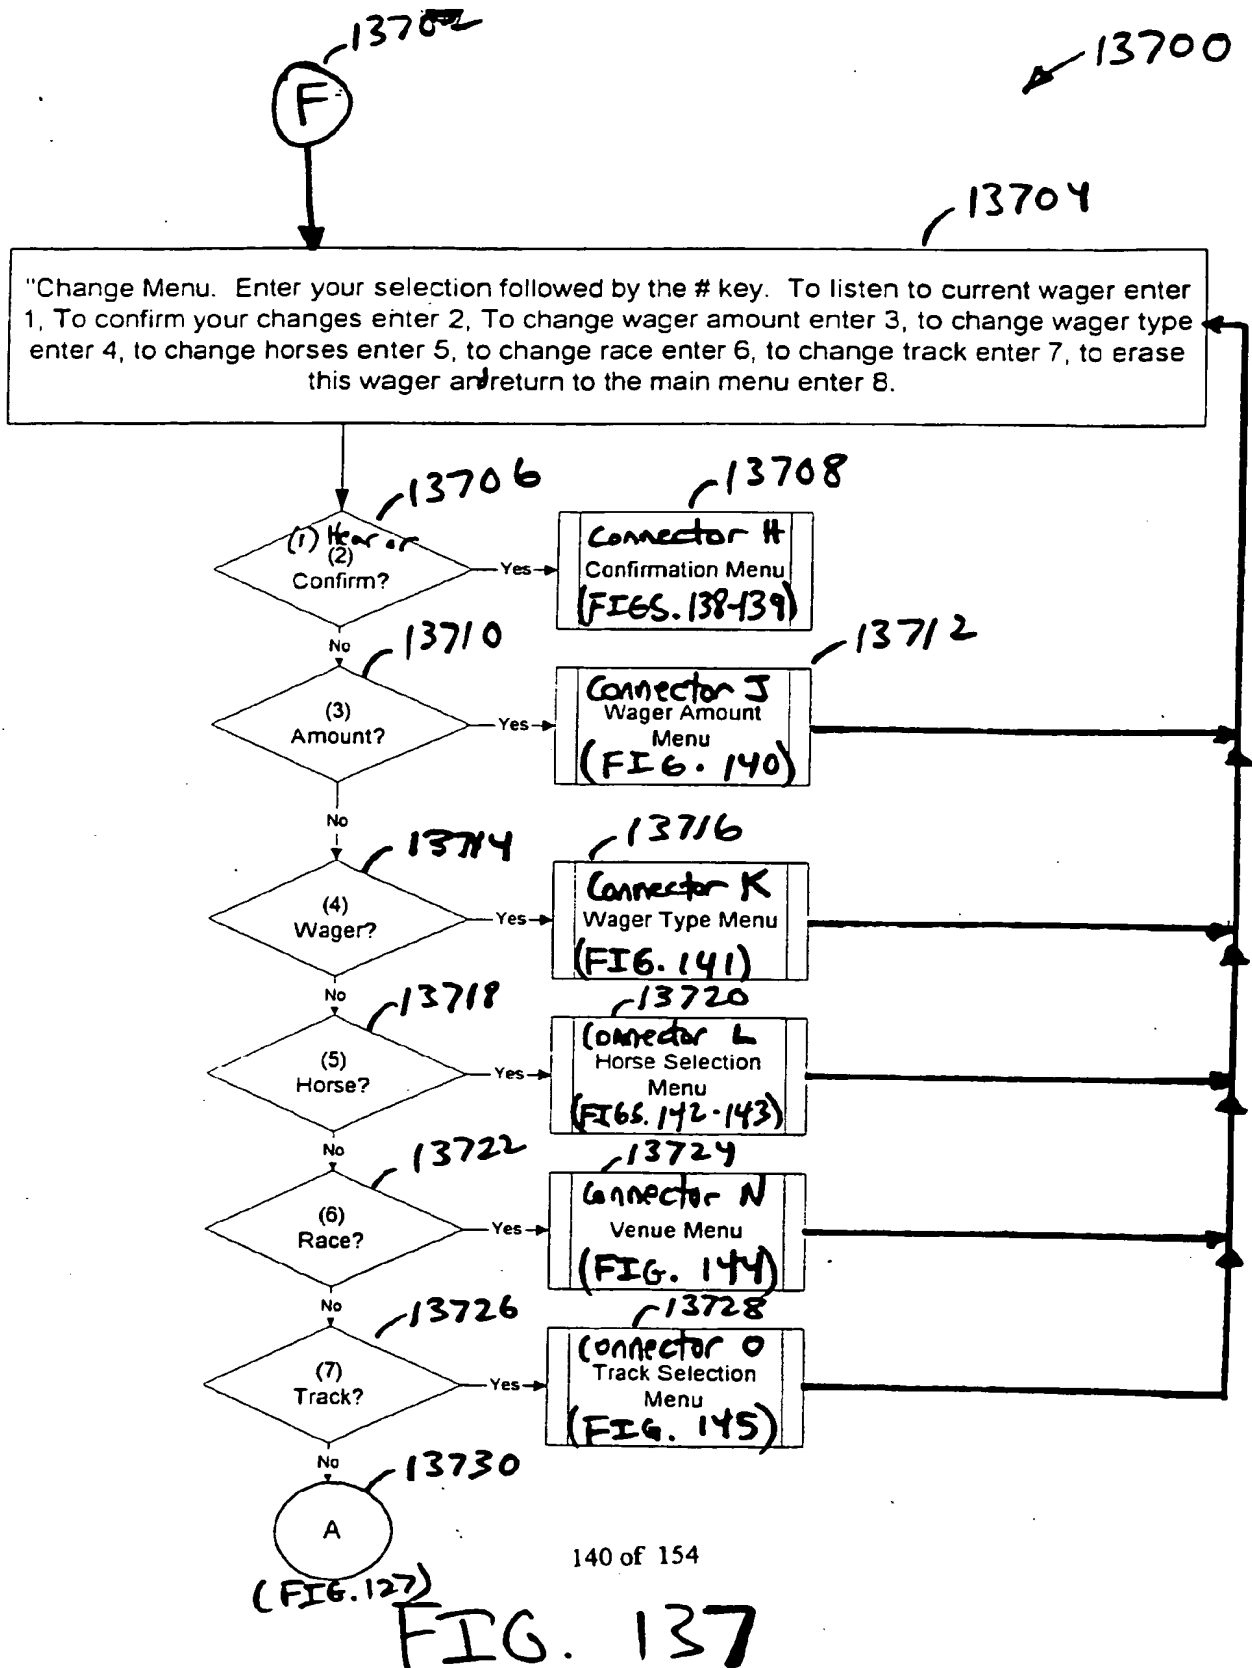 13702
13700
F
13704
"Change Menu. Enter your selection followed by the # key. To listen to current wager enter
1, To confirm your changes enter 2, To change wager amount enter 3, to change wager type
enter 4, to change horses enter 5, to change race enter 6, to change track enter 7, to erase
this wager and return to the main menu enter 8.
13706
13708
(1) Hear or
(2)
Confirm?
Yes
Connector H
Confirmation Menu
(FIGS. 138-139)
No
13710
13712
(3)
Amount?
Yes
Connector J
Wager Amount
Menu
(FIG. 140)
No
13714
13716
(4)
Wager?
Yes
Connector K
Wager Type Menu
(FIG. 141)
No
13718
13720
(5)
Horse?
Yes
Connector L
Horse Selection
Menu
(FIGS. 142-143)
No
13722
13724
(6)
Race?
Yes
Connector N
Venue Menu
(FIG. 144)
No
13726
13728
(7)
Track?
Yes
Connector O
Track Selection
Menu
(FIG. 145)
No
13730
A
(FIG. 127)
140 of 154
FIG. 137